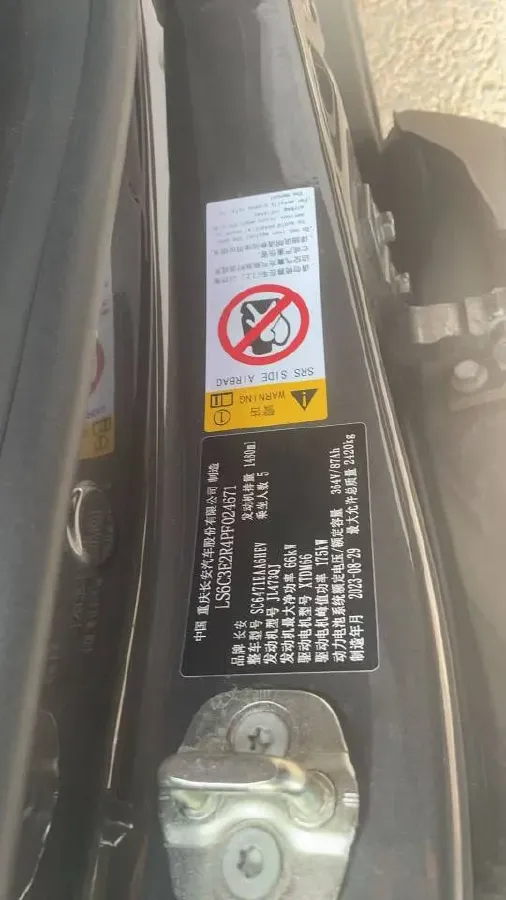 中国 重庆长安汽车股份有限公司 制造
LS6C3E2R4PF024671
品牌 长安
整车型号 SC6471EAA6HEV
发动机型号 JL473QJ 发动机排量 1480ml
发动机最大净功率 66kW 乘坐人数 5
驱动电机型号 XTDM66
驱动电机峰值功率 175kW
动力电池系统额定电压/额定容量 364V/87Ah
制造年月 2023-08-29 最大允许总质量 2420kg
警告
WARNING
SRS SIDE AIRBAG